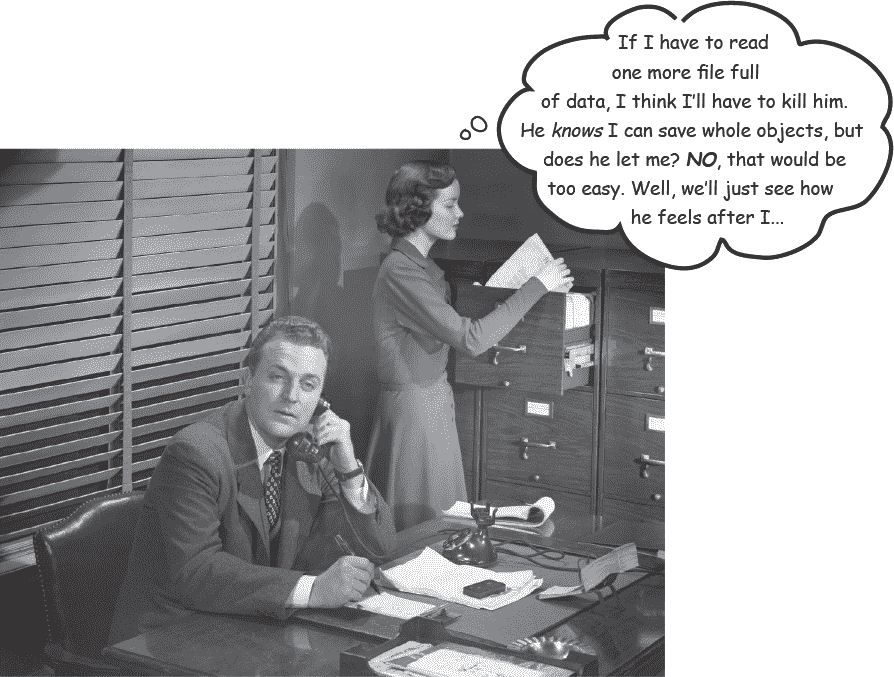 If I have to read
one more file full
of data, I think I’ll have to kill him.
He knows I can save whole objects, but
does he let me? NO, that would be
too easy. Well, we’ll just see how
he feels after I...